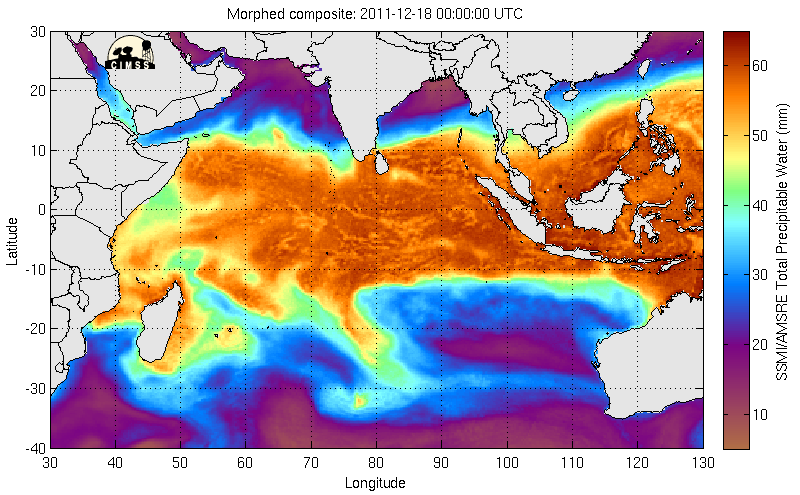 Morphed composite: 2011-12-18 00:00:00 UTC
CIMSS
30
20
10
0
-10
-20
-30
-40
Latitude
30 40 50 60 70 80 90 100 110 120 130
Longitude
60
50
40
30
20
10
SSMI/AMSRE Total Precipitable Water (mm)